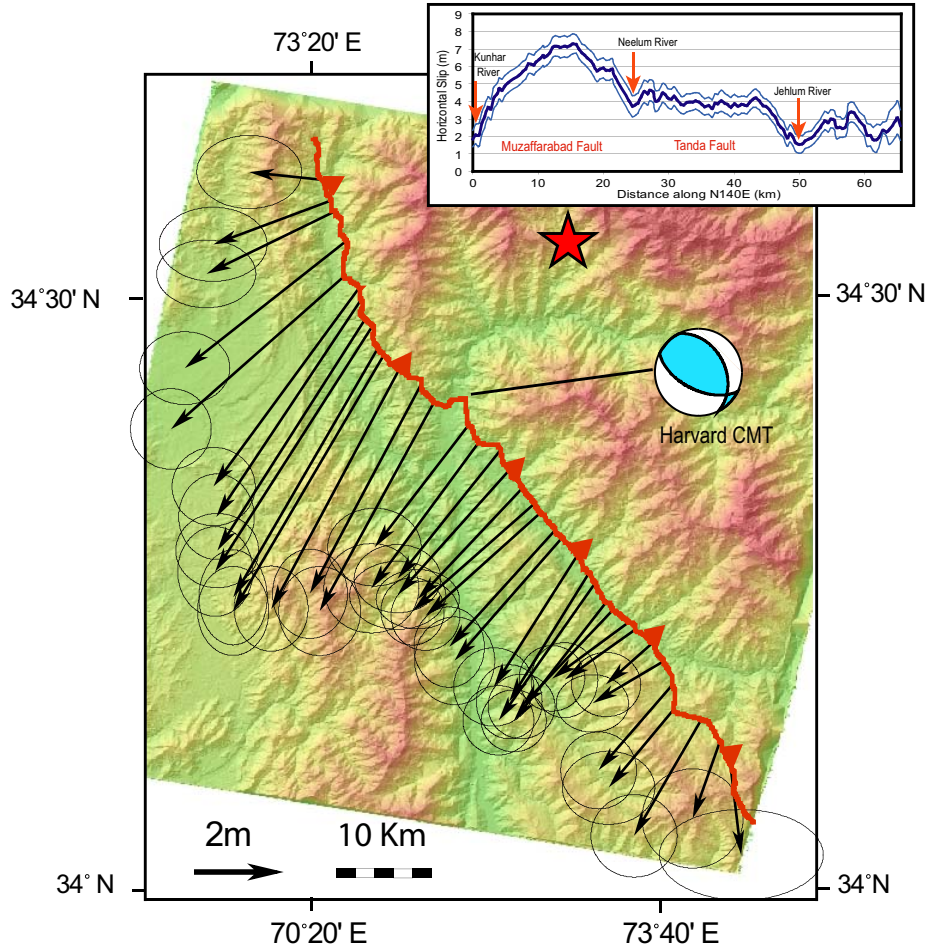 73°20' E
9
8
7
6
5
4
3
2
1
0
Horizontal Slip (m)
Kunhar
River
Neelum River
Jehlum River
Muzaffarabad Fault
Tanda Fault
0 10 20 30 40 50 60
Distance along N140E (km)
34°30' N
34°30' N
Harvard CMT
2m
10 Km
34° N
34°N
70°20' E
73°40' E